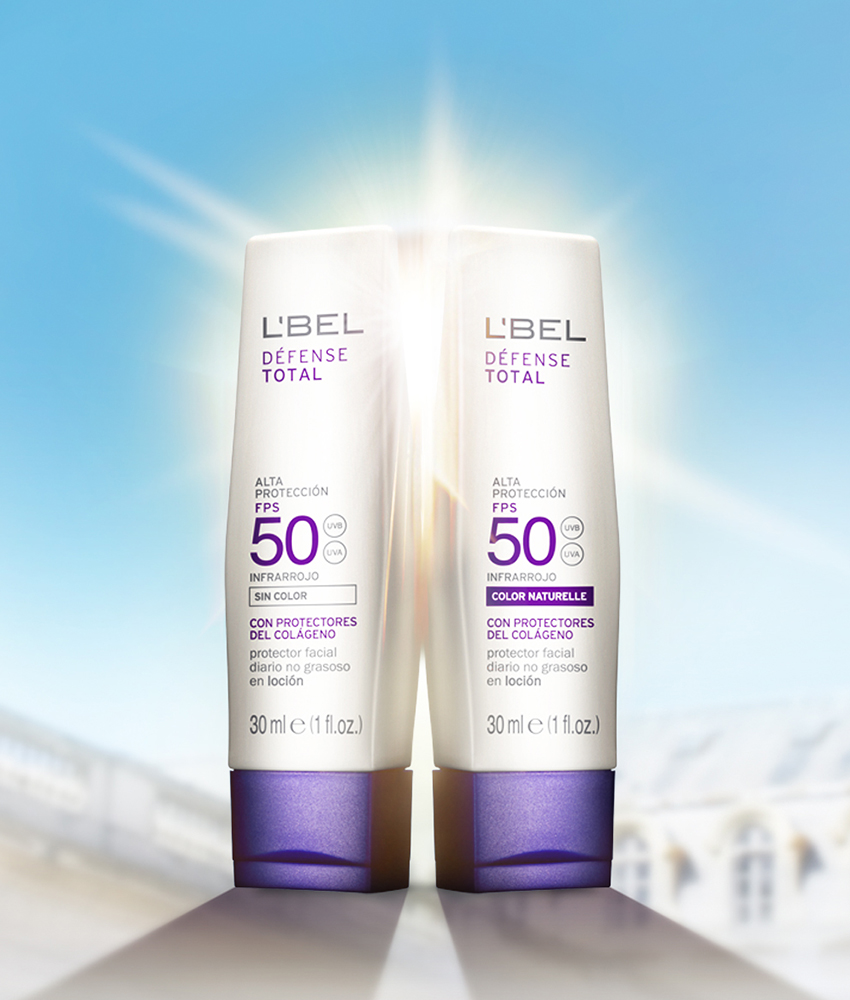 L'BEL
DÉFENSE
TOTAL
ALTA
PROTECCIÓN
FPS
50
UVB
UVA
INFRARROJO
SIN COLOR
CON PROTECTORES
DEL COLÁGENO
protector facial
diario no grasoso
en loción
30 ml e (1 fl.oz.)
L'BEL
DÉFENSE
TOTAL
ALTA
PROTECCIÓN
FPS
50
UVB
UVA
INFRARROJO
COLOR NATURELLE
CON PROTECTORES
DEL COLÁGENO
protector facial
diario no grasoso
en loción
30 ml e (1 fl.oz.)